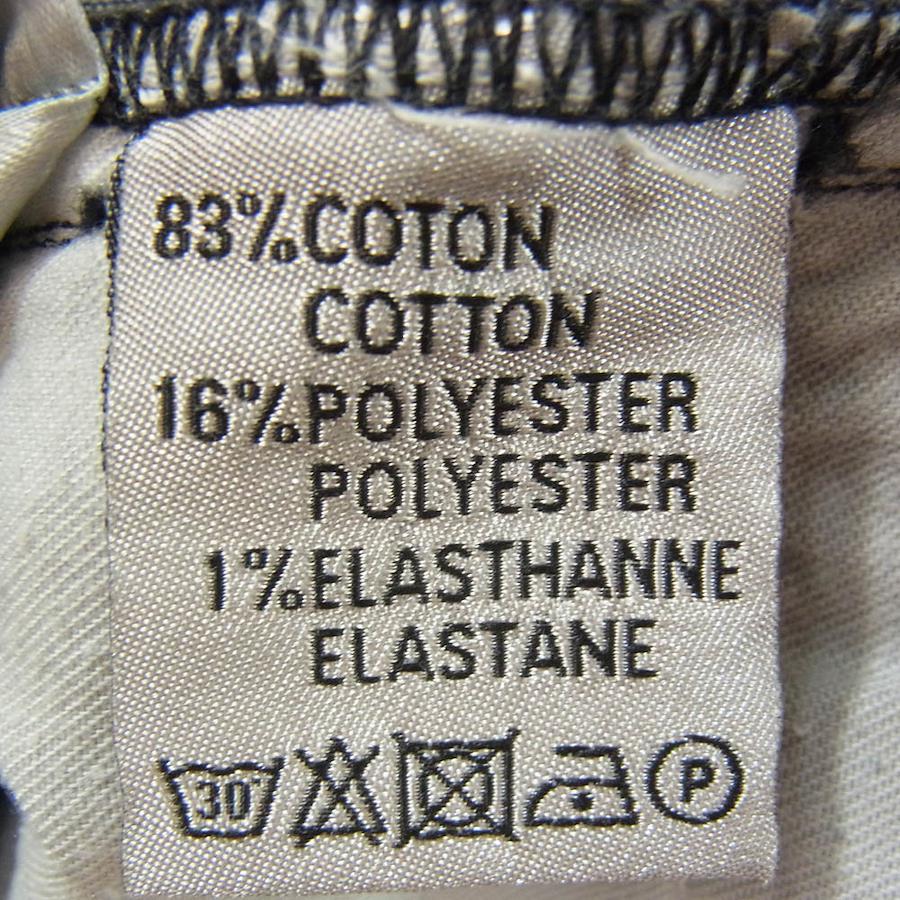 83% COTON
COTTON
16% POLYESTER
POLYESTER
1% ELASTHANNE
ELASTANE
30 P